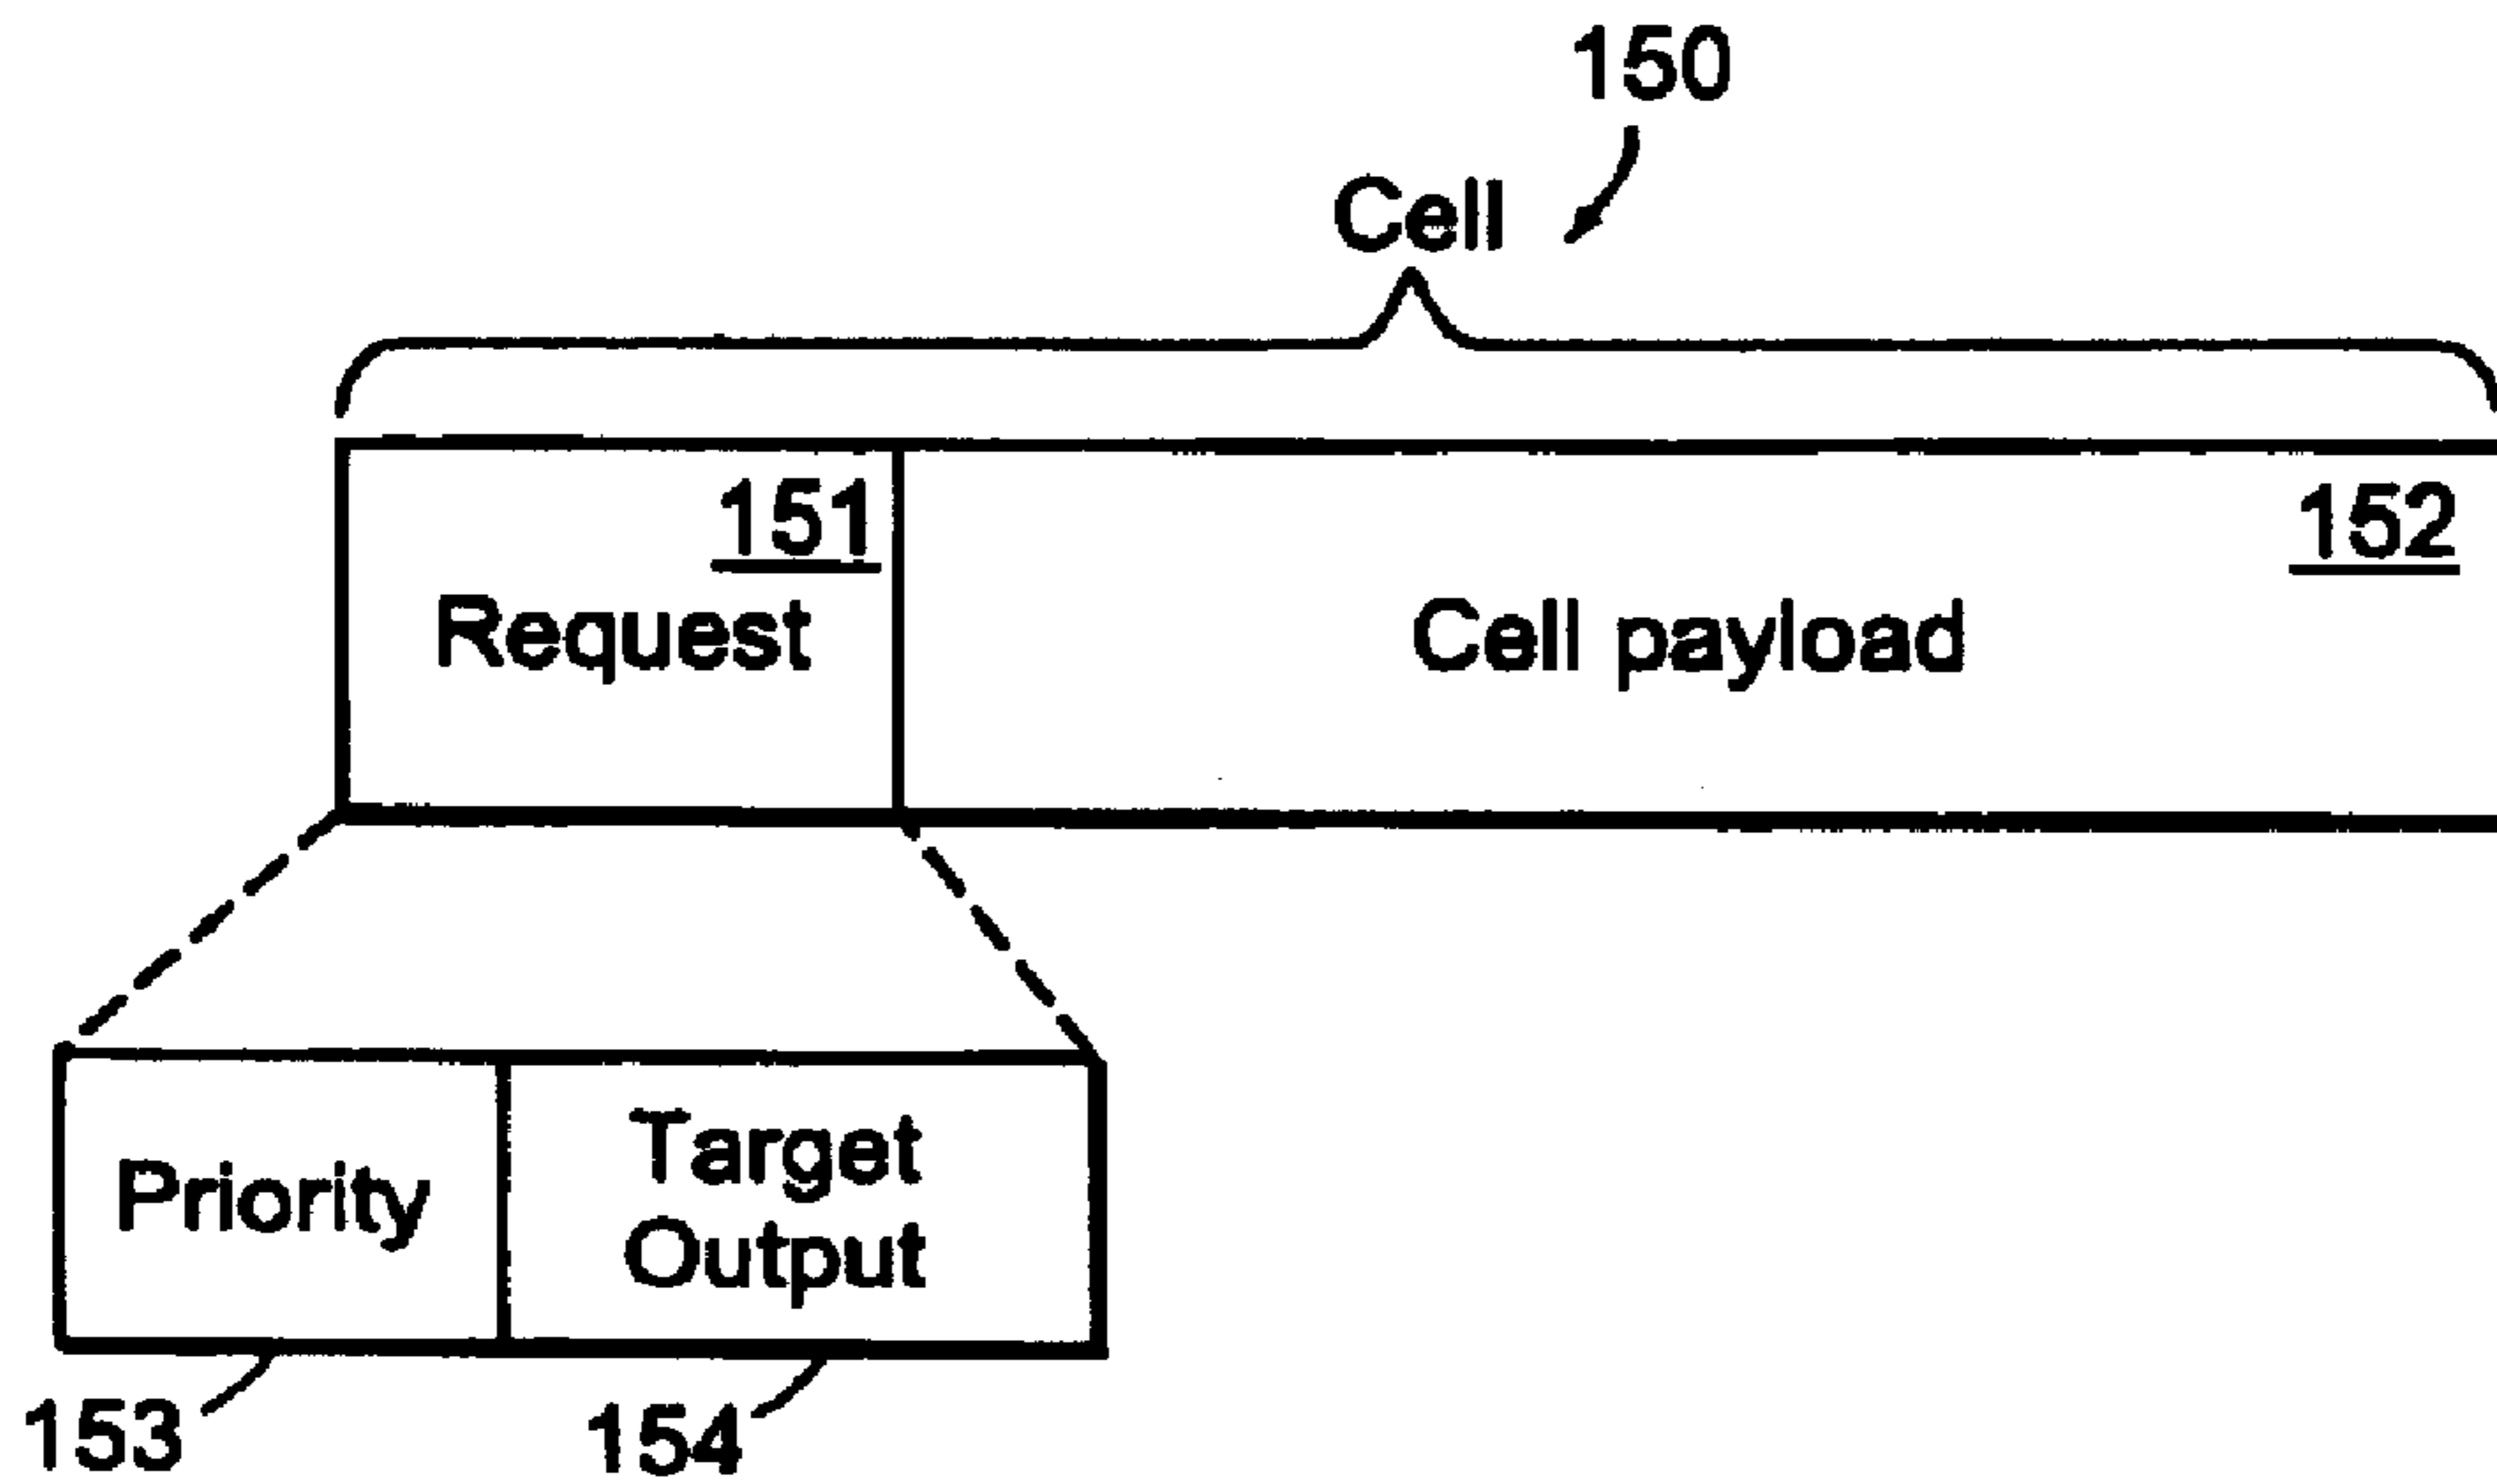 150
Cell
151
152
Request
Cell payload
Priority
Target
Output
153
154